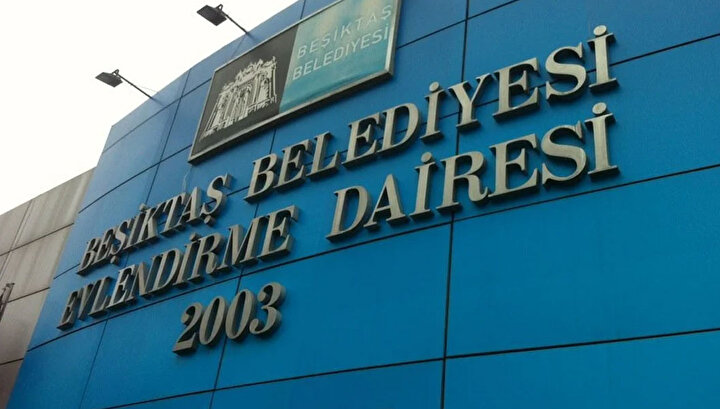 BEŞİKTAŞ
BELEDİYESİ
BEŞİKTAŞ BELEDİYESİ
EVLENDİRME DAİRESİ
2003